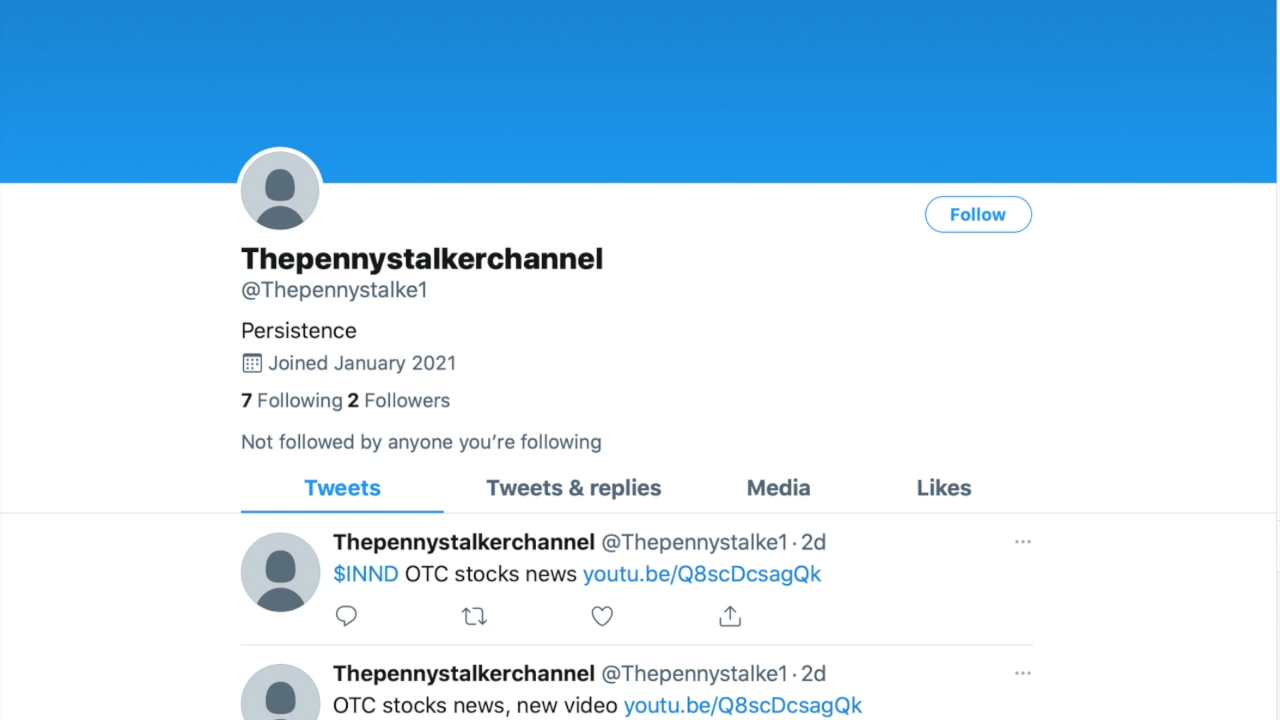 Follow
Thepennystalkerchannel
@Thepennystalke1
Persistence
Joined January 2021
7 Following 2 Followers
Not followed by anyone you’re following
Tweets Tweets & replies Media Likes
Thepennystalkerchannel @Thepennystalke1 · 2d
$INND OTC stocks news youtu.be/Q8scDcsagQk
Thepennystalkerchannel @Thepennystalke1 · 2d
OTC stocks news, new video youtu.be/Q8scDcsagQk